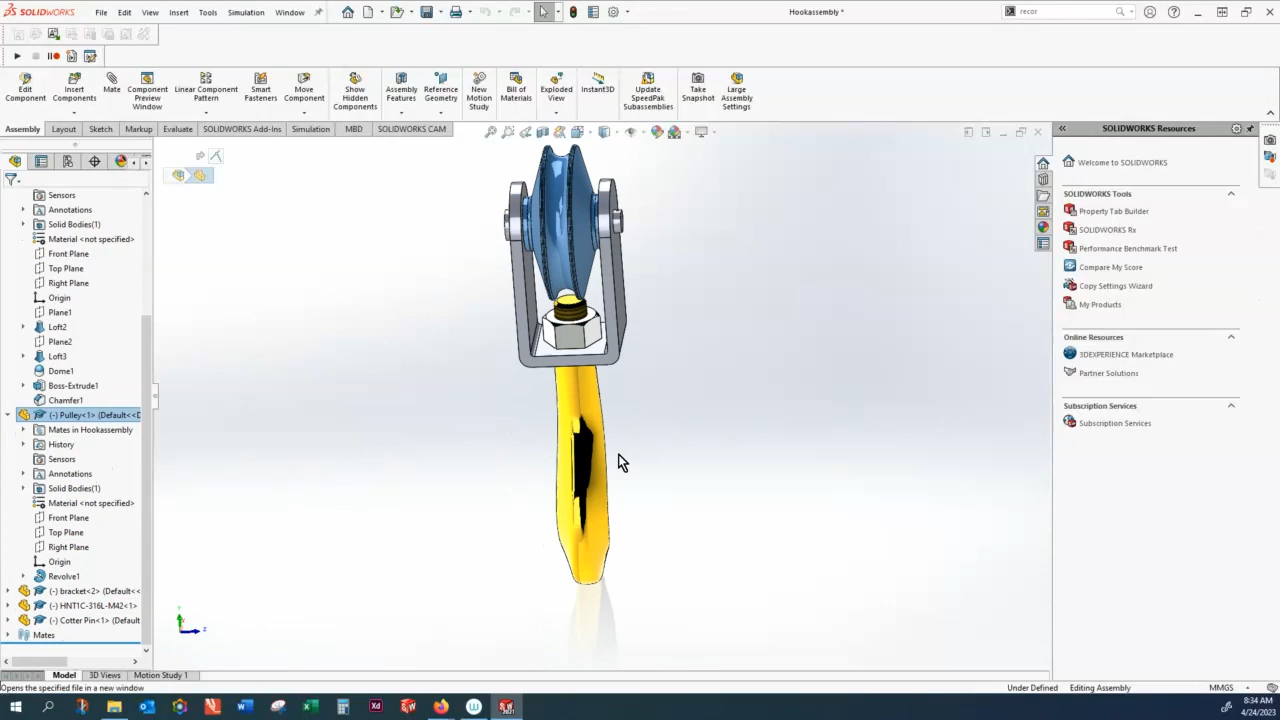 SOLIDWORKS File Edit View Insert Tools Simulation Window Hookassembly * recor
Edit Component
Insert Components
Mate
Component Preview Window
Linear Component Pattern
Smart Fasteners
Move Component
Show Hidden Components
Assembly Features
Reference Geometry
New Motion Study
Bill of Materials
Exploded View
Instant3D
Update SpeedPak Subassemblies
Take Snapshot
Large Assembly Settings
Assembly Layout Sketch Markup Evaluate SOLIDWORKS Add-Ins Simulation MBD SOLIDWORKS CAM
Sensors
Annotations
Solid Bodies(1)
Material <not specified>
Front Plane
Top Plane
Right Plane
Origin
Plane1
Loft2
Plane2
Loft3
Dome1
Boss-Extrude1
Chamfer1
(-) Pulley<1> (Default<<D
Mates in Hookassembly
History
Sensors
Annotations
Solid Bodies(1)
Material <not specified>
Front Plane
Top Plane
Right Plane
Origin
Revolve1
(-) bracket<2> (Default<<
(-) HNT1C-316L-M42<1>
(-) Cotter Pin<1> (Default
Mates
Y
Z
SOLIDWORKS Resources
Welcome to SOLIDWORKS
SOLIDWORKS Tools
Property Tab Builder
SOLIDWORKS Rx
Performance Benchmark Test
Compare My Score
Copy Settings Wizard
My Products
Online Resources
3DEXPERIENCE Marketplace
Partner Solutions
Subscription Services
Subscription Services
Model 3D Views Motion Study 1
Opens the specified file in a new window Under Defined Editing Assembly MMGS
8:34 AM
4/24/2023